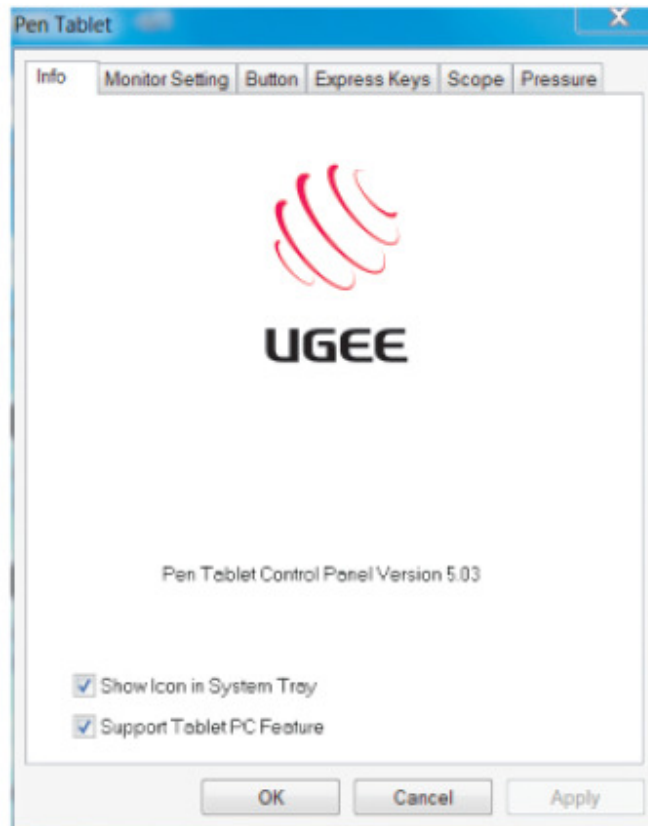 Pen Tablet
Info Monitor Setting Button Express Keys Scope Pressure
UGEE
Pen Tablet Control Panel Version 5.03
Show Icon in System Tray
Support Tablet PC Feature
OK Cancel Apply